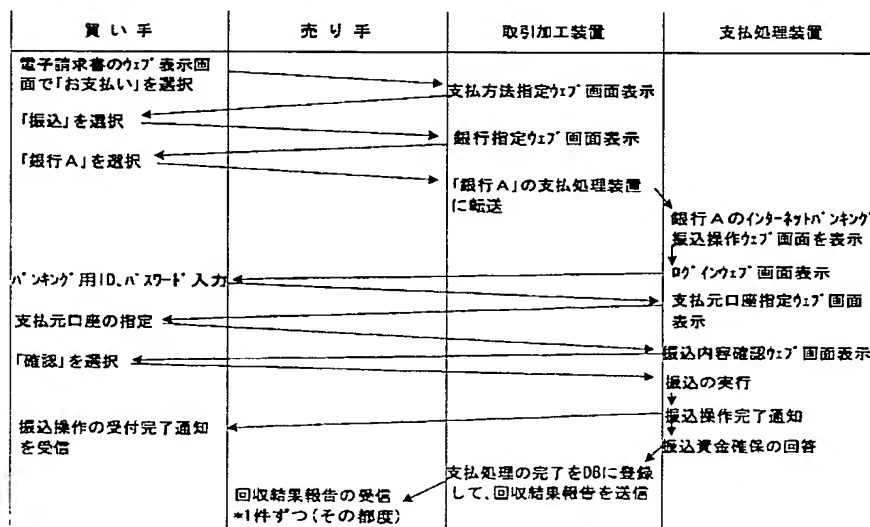 買い手 売り手 取引加工装置 支払処理装置
電子請求書のウェブ表示画
面で「お支払い」を選択
支払方法指定ウェブ画面表示
「振込」を選択
銀行指定ウェブ画面表示
「銀行A」を選択
「銀行A」の支払処理装置
に転送
銀行Aのインターネットバンキング
振込操作ウェブ画面を表示
ログインウェブ画面表示
バンキング用ID、パスワード入力
支払元口座指定ウェブ画面
表示
支払元口座の指定
振込内容確認ウェブ画面表示
「確認」を選択
振込の実行
振込操作完了通知
振込操作の受付完了通知
を受信
振込資金確保の回答
支払処理の完了をDBに登録
して、回収結果報告を送信
回収結果報告の受信
*1件ずつ(その都度)